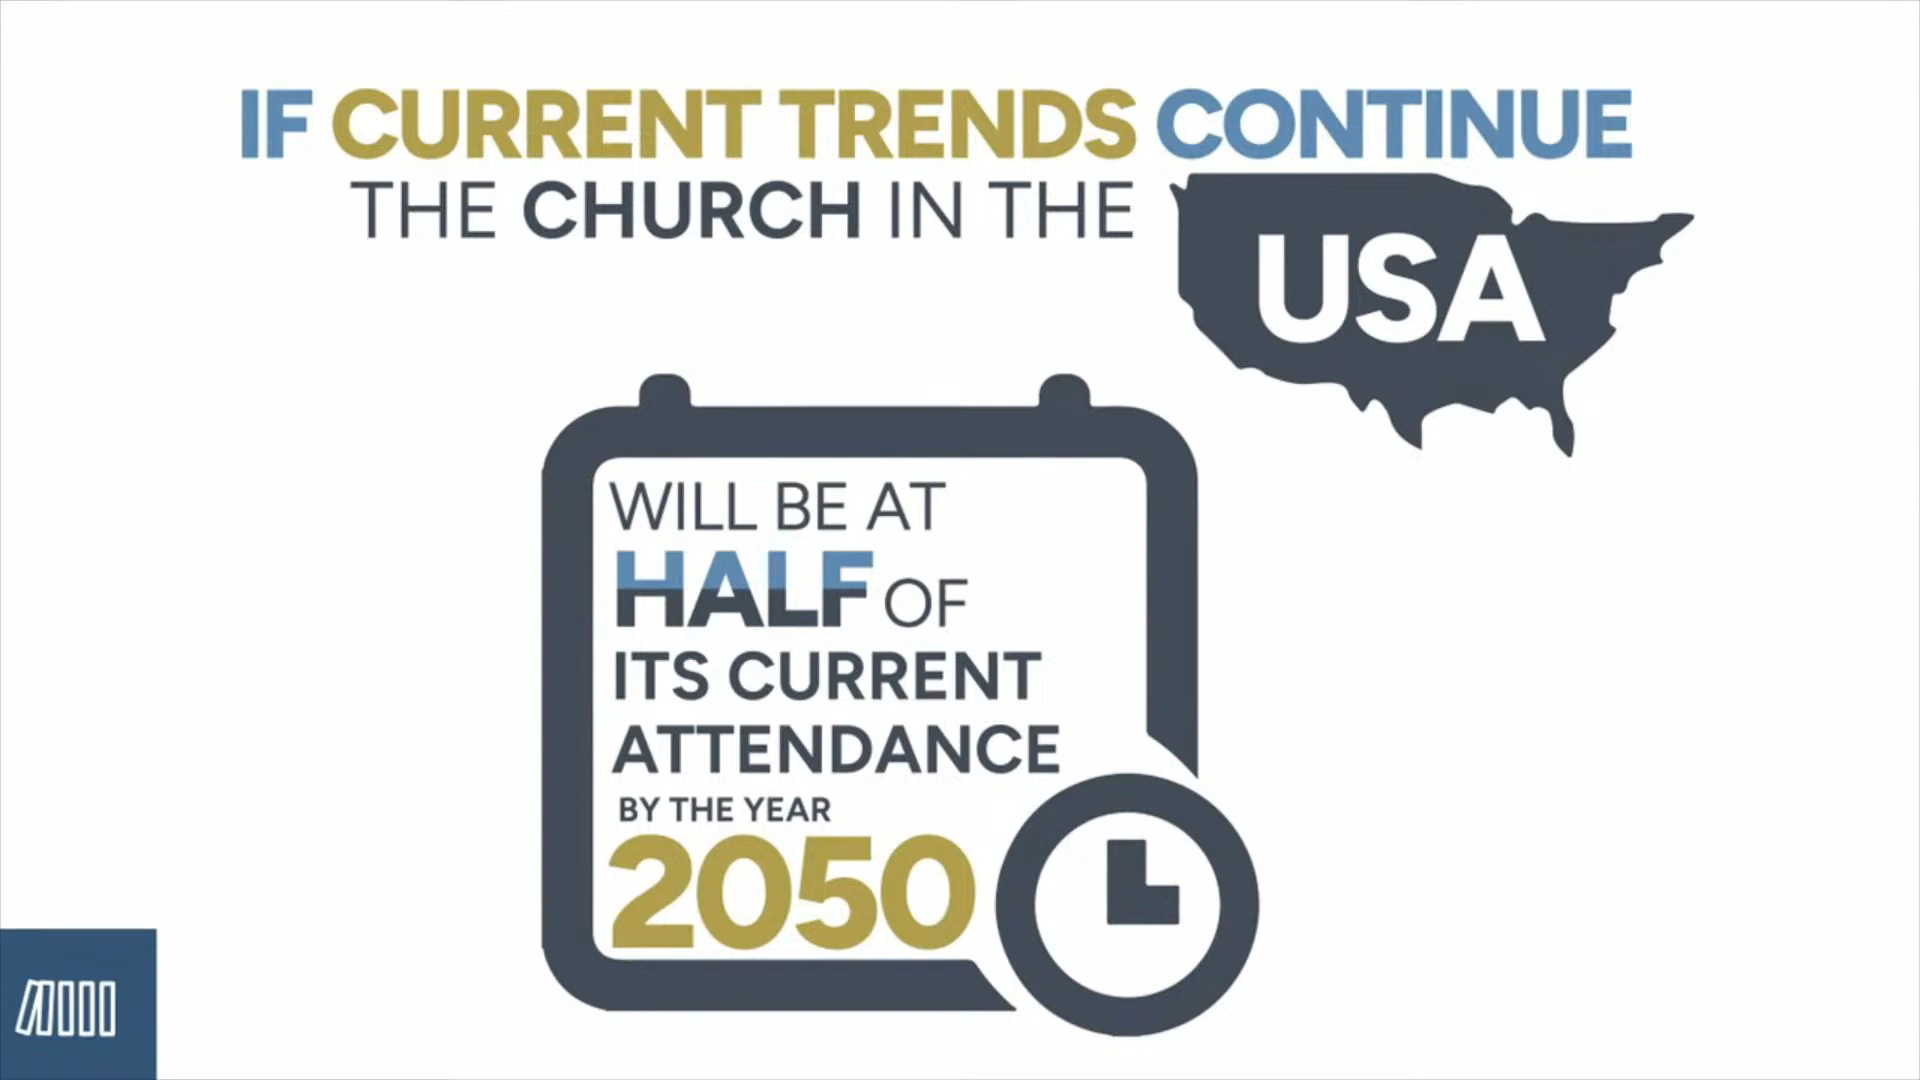 IF CURRENT TRENDS CONTINUE
THE CHURCH IN THE
USA
WILL BE AT
HALF OF
ITS CURRENT
ATTENDANCE
BY THE YEAR
2050